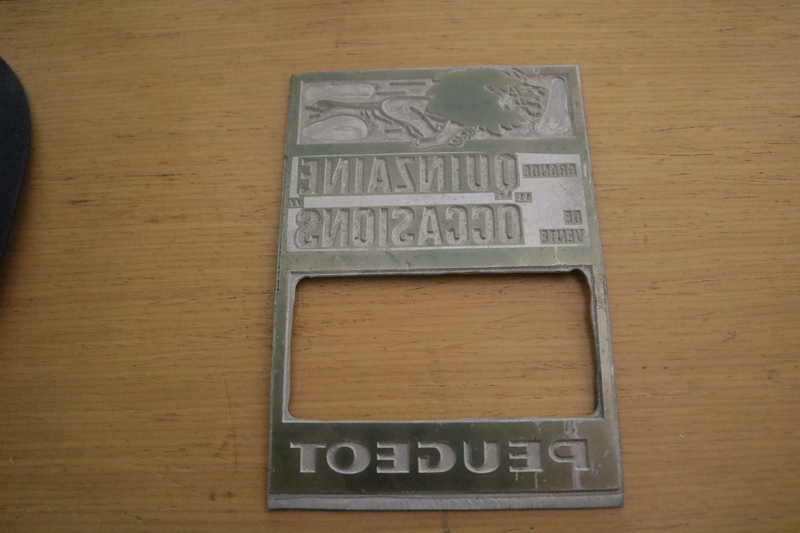 GRANDE QUINZAINE
DE VENTE OCCASIONS
PEUGEOT